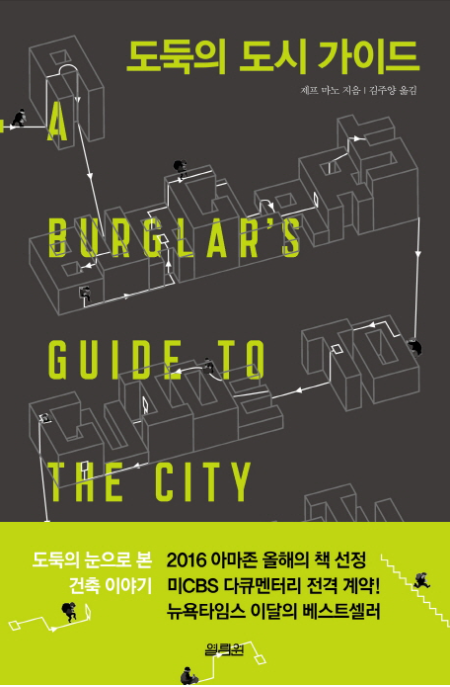 도둑의 도시 가이드
제프 마노 지음 | 김주양 옮김
A
BURGLAR'S
GUIDE TO
THE CITY
도둑의 눈으로 본
건축 이야기
2016 아마존 올해의 책 선정
미CBS 다큐멘터리 전격 계약!
뉴욕타임스 이달의 베스트셀러
열림원